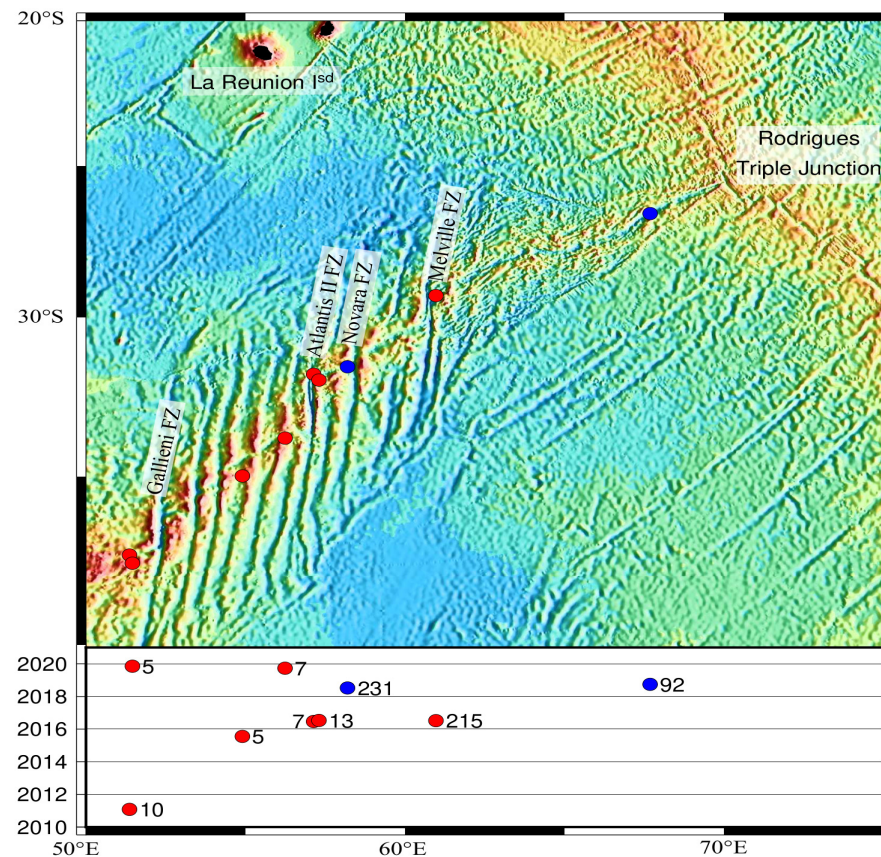 20°S
La Reunion Isd
Rodrigues
Triple Junction
Melville FZ
Atlantis II FZ
Novara FZ
30°S
Gallieni FZ
2020
5
7
231
92
2018
7
13
215
2016
5
2014
2012
10
2010
50°E
60°E
70°E